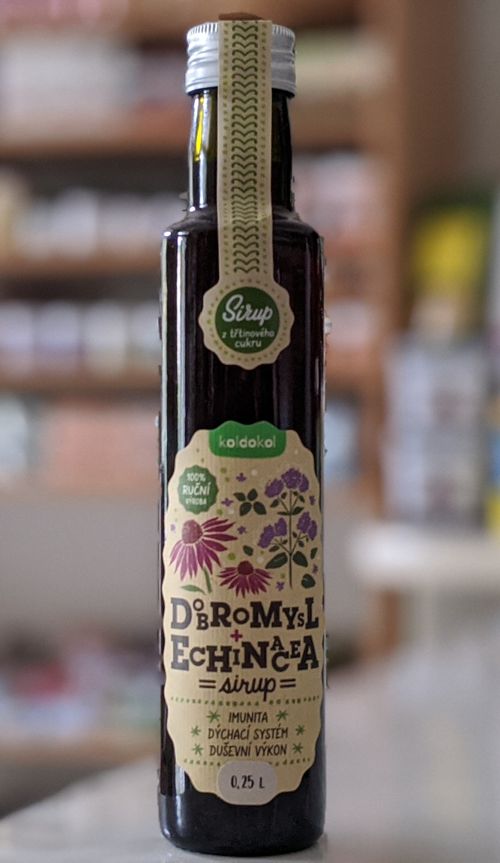 Sirup
z třtinového
cukru
koldokol
100%
RUČNÍ
VÝROBA
DOBROMYSL
+
ECHINACEA
= sirup =
IMUNITA
DÝCHACÍ SYSTÉM
DUŠEVNÍ VÝKON
0,25 L